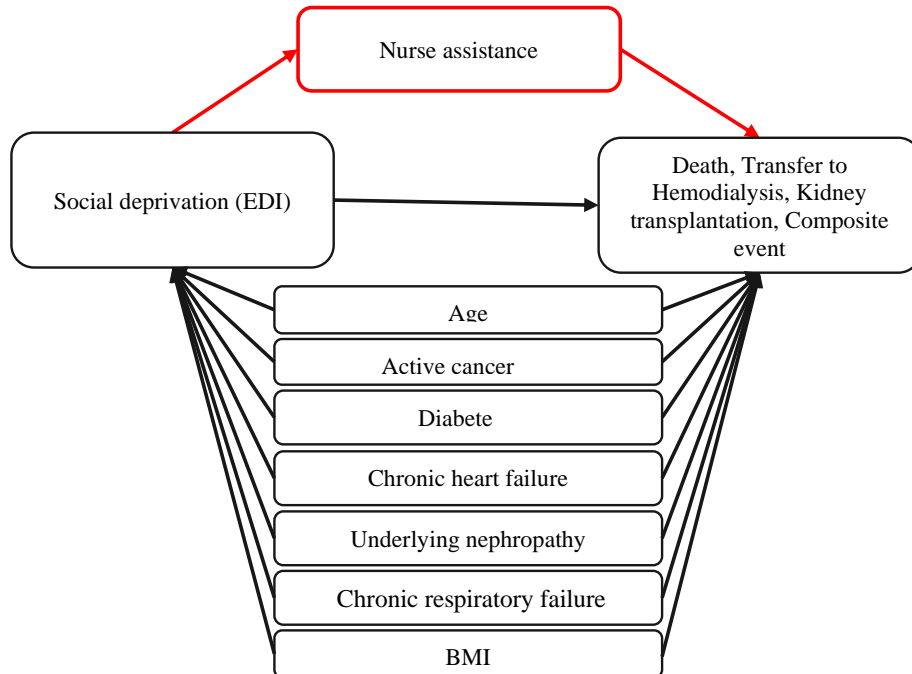 Nurse assistance
Social deprivation (EDI)
Death, Transfer to
Hemodialysis, Kidney
transplantation, Composite
event
Age
Active cancer
Diabete
Chronic heart failure
Underlying nephropathy
Chronic respiratory failure
BMI